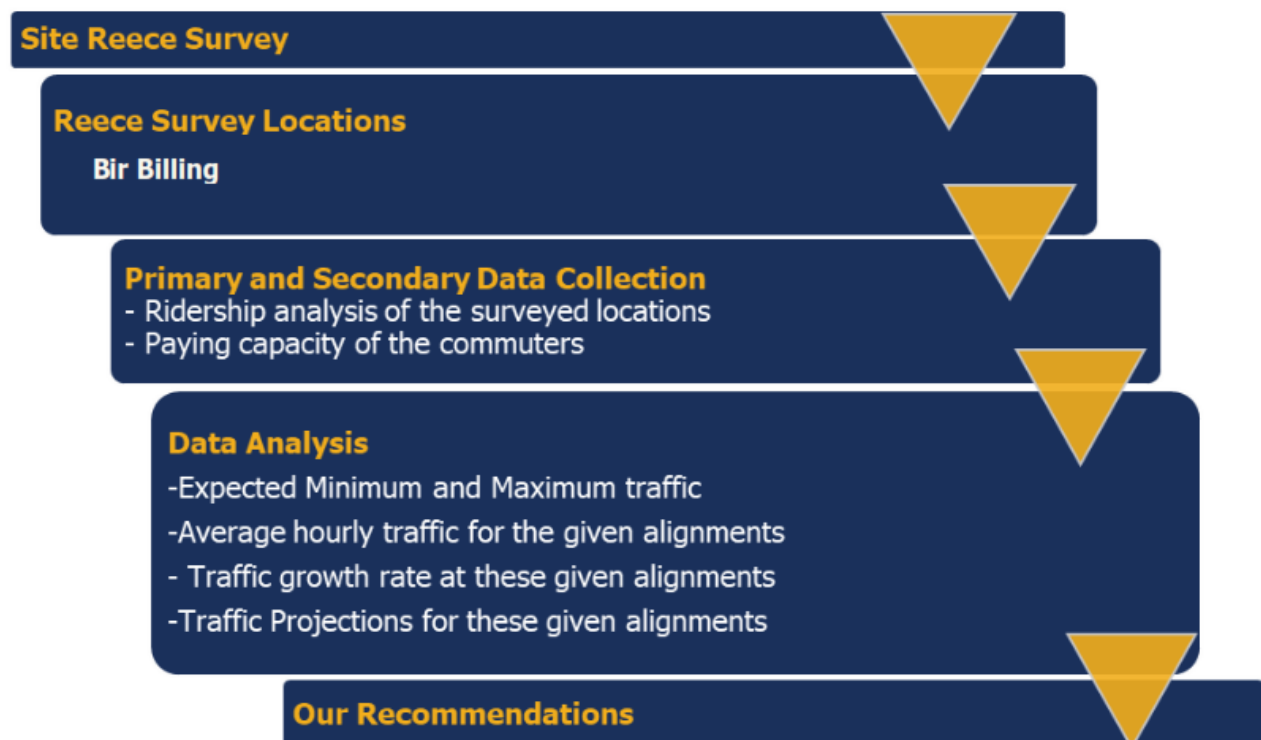 Site Reece Survey
Reece Survey Locations
Bir Billing
Primary and Secondary Data Collection
- Ridership analysis of the surveyed locations
- Paying capacity of the commuters
Data Analysis
-Expected Minimum and Maximum traffic
-Average hourly traffic for the given alignments
- Traffic growth rate at these given alignments
-Traffic Projections for these given alignments
Our Recommendations